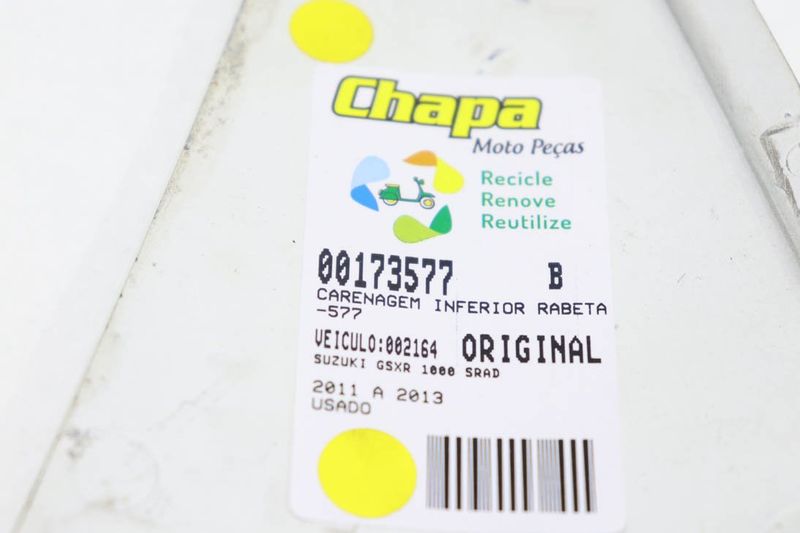 Chapa
Moto Peças
Recicle
Renove
Reutilize
00173577 B
CARENAGEM INFERIOR RABETA
-577
VEICULO:002164 ORIGINAL
SUZUKI GSXR 1000 SRAD
2011 A 2013
USADO